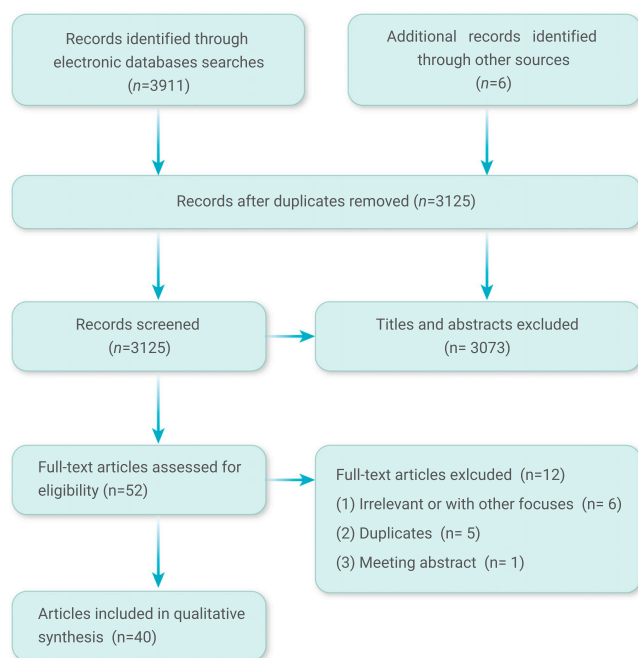 Records identified through
electronic databases searches
(n=3911)
Additional records identified
through other sources
(n=6)
Records after duplicates removed (n=3125)
Records screened
(n=3125)
Titles and abstracts excluded
(n= 3073)
Full-text articles assessed for
eligibility (n=52)
Full-text articles exlcuded (n=12)
(1) Irrelevant or with other focuses (n= 6)
(2) Duplicates (n= 5)
(3) Meeting abstract (n= 1)
Articles included in qualitative
synthesis (n=40)